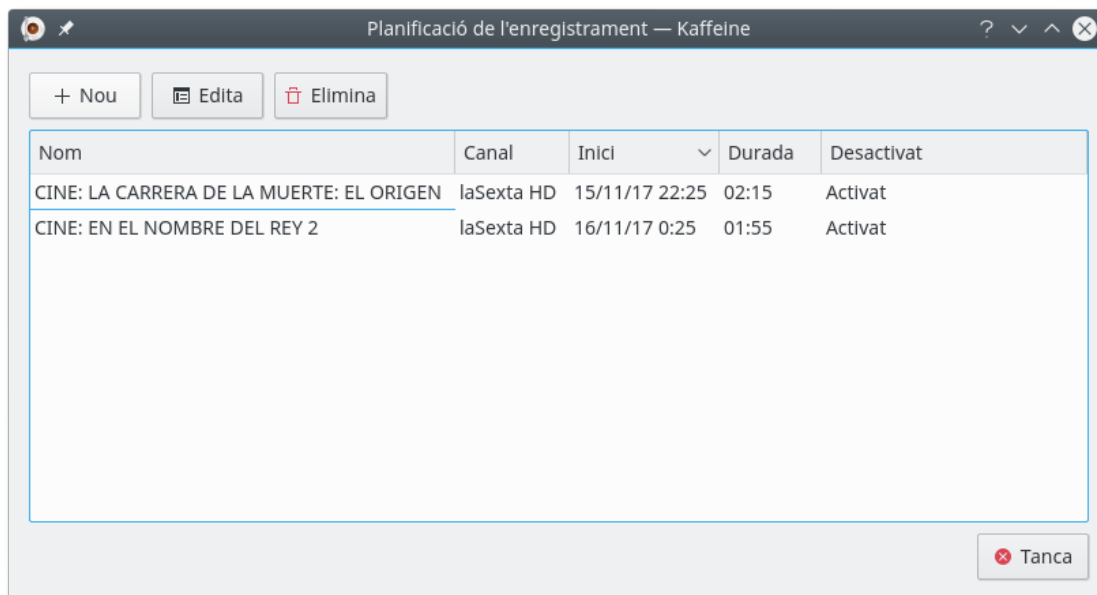 Planificació de l'enregistrament — Kaffeine
+ Nou Edita Elimina
Nom Canal Inici Durada Desactivat
CINE: LA CARRERA DE LA MUERTE: EL ORIGEN laSexta HD 15/11/17 22:25 02:15 Activat
CINE: EN EL NOMBRE DEL REY 2 laSexta HD 16/11/17 0:25 01:55 Activat
Tanca